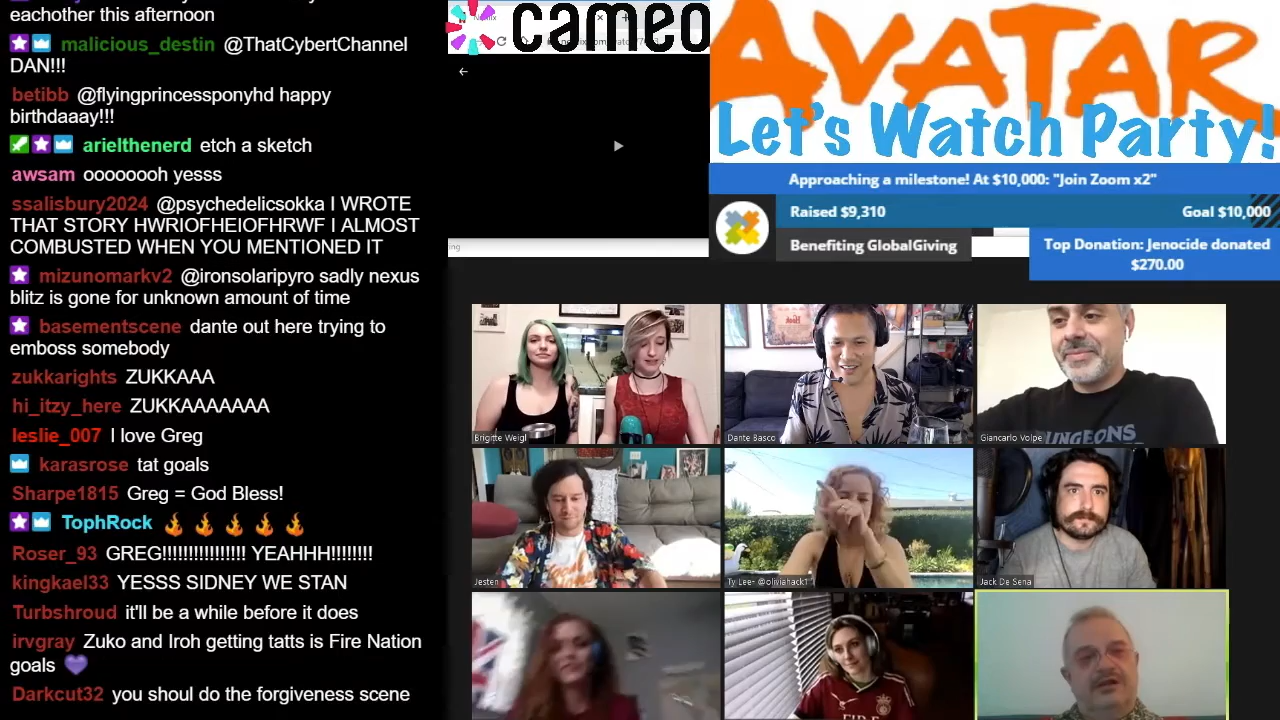 eachother this afternoon
malicious_destin @ThatCybertChannel
DAN!!!
betibb @flyingprincessponyhd happy
birthdaaay!!!
arielthenerd etch a sketch
awsam oooooooh yesss
ssalisbury2024 @psychedelicsokka I WROTE
THAT STORY HWRIOFHEIOFHRWF I ALMOST
COMBUSTED WHEN YOU MENTIONED IT
mizunomarkv2 @ironsolaripyro sadly nexus
blitz is gone for unknown amount of time
basementscene dante out here trying to
emboss somebody
zukkarights ZUKKAAA
hi_itzy_here ZUKKAAAAAAA
leslie_007 I love Greg
karasrose tat goals
Sharpe1815 Greg = God Bless!
TophRock
Roser_93 GREG!!!!!!!!!!!!!!!! YEAHHH!!!!!!!!
kingkael33 YESSS SIDNEY WE STAN
Turbshroud it'll be a while before it does
irvgray Zuko and Iroh getting tatts is Fire Nation
goals
Darkcut32 you shoul do the forgiveness scene
cameo
AVATAR
Let's Watch Party!
Approaching a milestone! At $10,000: "Join Zoom x2"
Raised $9,310
Goal $10,000
Benefiting GlobalGiving
Top Donation: Jenocide donated
$270.00
ing
Brigitte Weigl
Dante Basco
Giancarlo Volpe
Jesten
Ty Lee- @oliviahack1
Jack De Sena